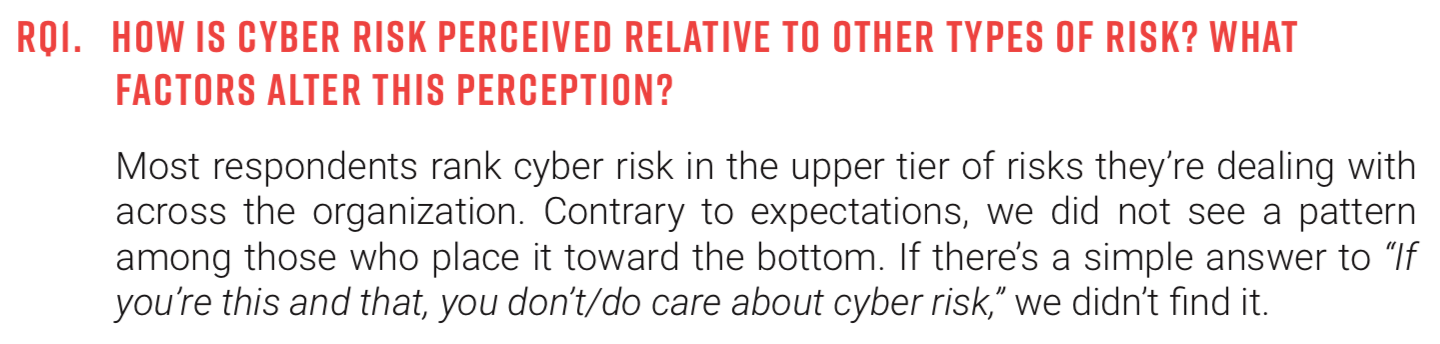 RQ1. HOW IS CYBER RISK PERCEIVED RELATIVE TO OTHER TYPES OF RISK? WHAT
FACTORS ALTER THIS PERCEPTION?
Most respondents rank cyber risk in the upper tier of risks they’re dealing with
across the organization. Contrary to expectations, we did not see a pattern
among those who place it toward the bottom. If there’s a simple answer to “If
you’re this and that, you don’t/do care about cyber risk,” we didn’t find it.